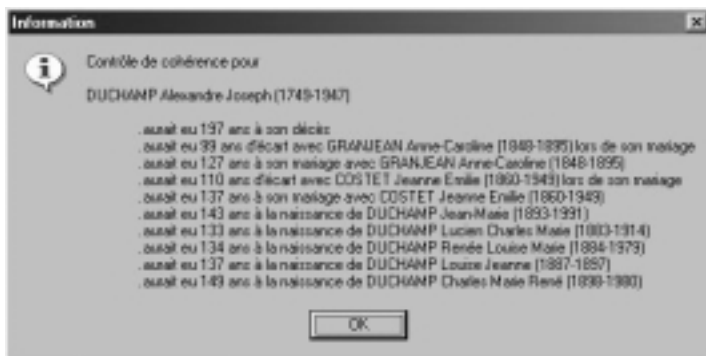 Information
Contrôle de cohérence pour
DUCHAMP Alexandre Joseph (1749-1947)
. aurait eu 197 ans à son décès
. aurait eu 99 ans d'écart avec GRANJEAN Anne-Caroline (1848-1895) lors de son mariage
. aurait eu 127 ans à son mariage avec GRANJEAN Anne-Caroline (1848-1895)
. aurait eu 110 ans d'écart avec COSTET Jeanne Emilie (1860-1949) lors de son mariage
. aurait eu 137 ans à son mariage avec COSTET Jeanne Emilie (1860-1949)
. aurait eu 143 ans à la naissance de DUCHAMP Jean-Marie (1893-1991)
. aurait eu 133 ans à la naissance de DUCHAMP Lucien Charles Marie (1883-1914)
. aurait eu 134 ans à la naissance de DUCHAMP Renée Louise Marie (1884-1979)
. aurait eu 137 ans à la naissance de DUCHAMP Louise Jeanne (1887-1897)
. aurait eu 149 ans à la naissance de DUCHAMP Charles Marie René (1898-1980)
OK